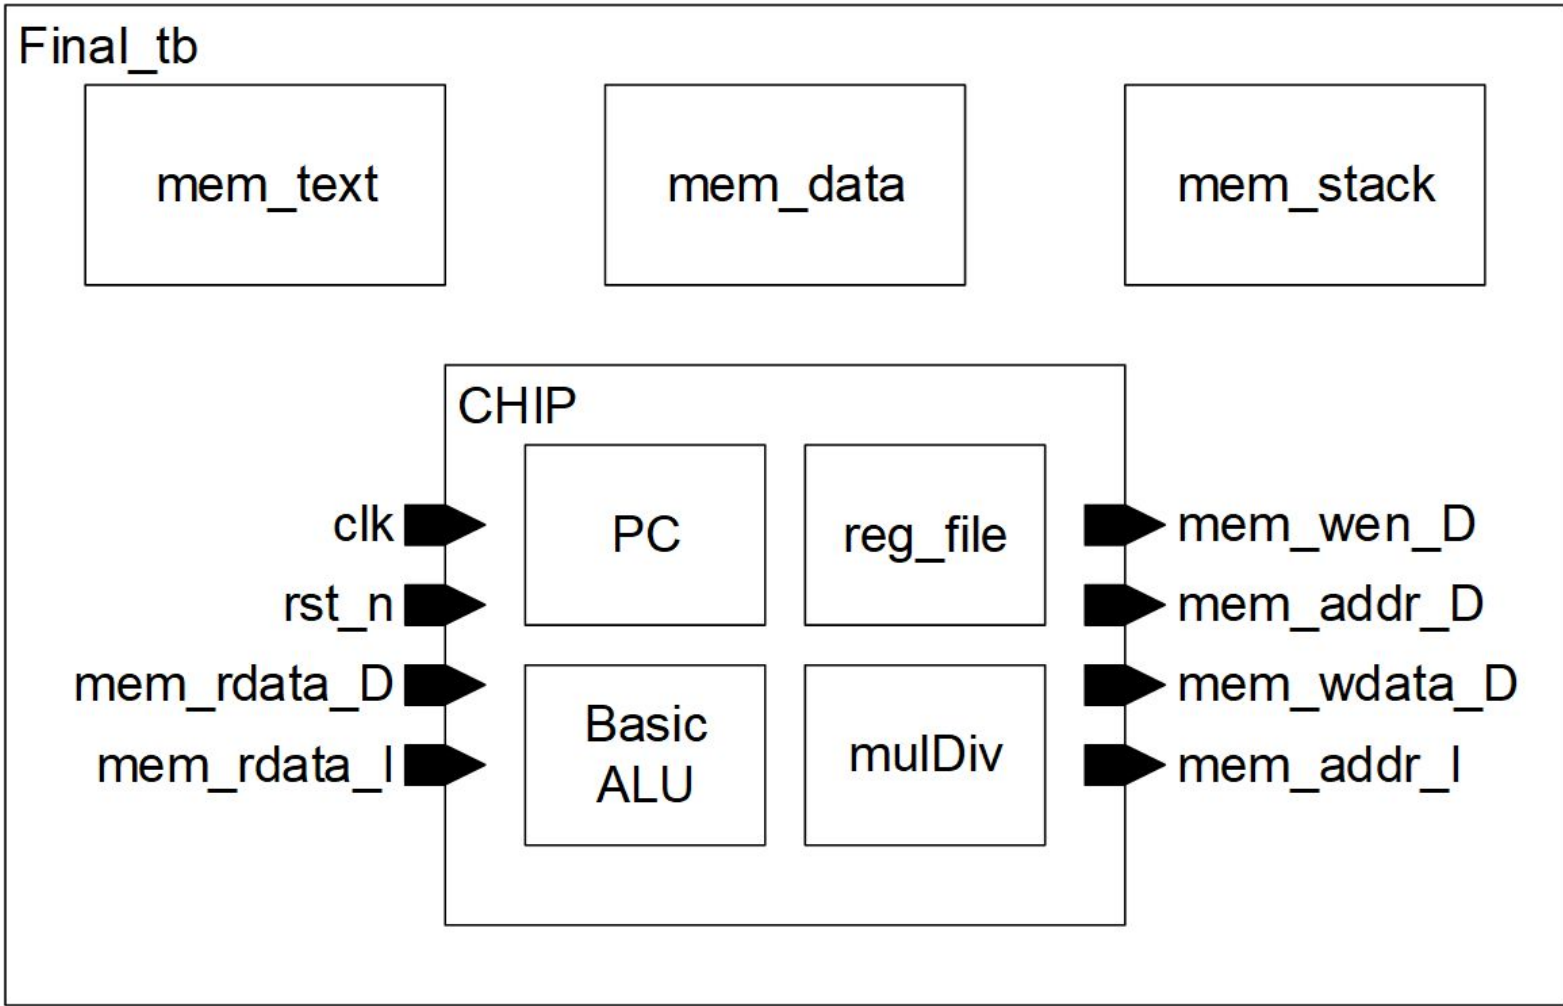 Final_tb
mem_text
mem_data
mem_stack
CHIP
PC
reg_file
Basic
ALU
mulDiv
clk
rst_n
mem_rdata_D
mem_rdata_I
mem_wen_D
mem_addr_D
mem_wdata_D
mem_addr_I